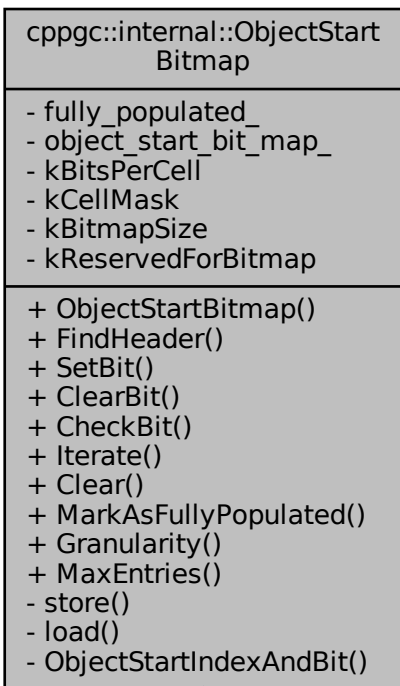 cppgc::internal::ObjectStart
Bitmap
- fully_populated_
- object_start_bit_map_
- kBitsPerCell
- kCellMask
- kBitmapSize
- kReservedForBitmap
+ ObjectStartBitmap()
+ FindHeader()
+ SetBit()
+ ClearBit()
+ CheckBit()
+ Iterate()
+ Clear()
+ MarkAsFullyPopulated()
+ Granularity()
+ MaxEntries()
- store()
- load()
- ObjectStartIndexAndBit()